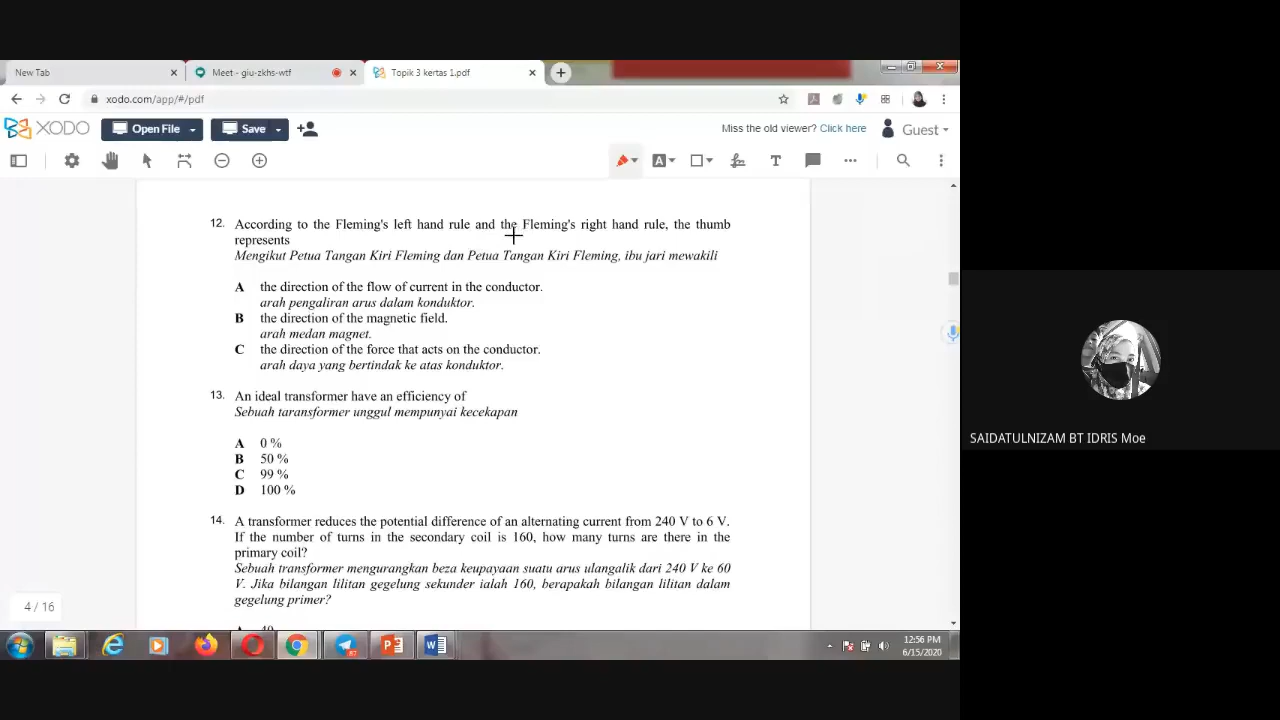 New Tab
Meet - giu-zkhs-wtf
Topik 3 kertas 1.pdf
xodo.com/app/#/pdf
XODO
Open File
Save
Miss the old viewer? Click here
Guest
A
T
12. According to the Fleming's left hand rule and the Fleming's right hand rule, the thumb
represents
Mengikut Petua Tangan Kiri Fleming dan Petua Tangan Kiri Fleming, ibu jari mewakili
A the direction of the flow of current in the conductor.
arah pengaliran arus dalam konduktor.
B the direction of the magnetic field.
arah medan magnet.
C the direction of the force that acts on the conductor.
arah daya yang bertindak ke atas konduktor.
13. An ideal transformer have an efficiency of
Sebuah taransformer unggul mempunyai kecekapan
A 0 %
B 50 %
C 99 %
D 100 %
14. A transformer reduces the potential difference of an alternating current from 240 V to 6 V.
If the number of turns in the secondary coil is 160, how many turns are there in the
primary coil?
Sebuah transformer mengurangkan beza keupayaan suatu arus ulangalik dari 240 V ke 60
V. Jika bilangan lilitan gegelung sekunder ialah 160, berapakah bilangan lilitan dalam
gegelung primer?
4 / 16
12:56 PM
6/15/2020
SAIDATULNIZAM BT IDRIS Moe